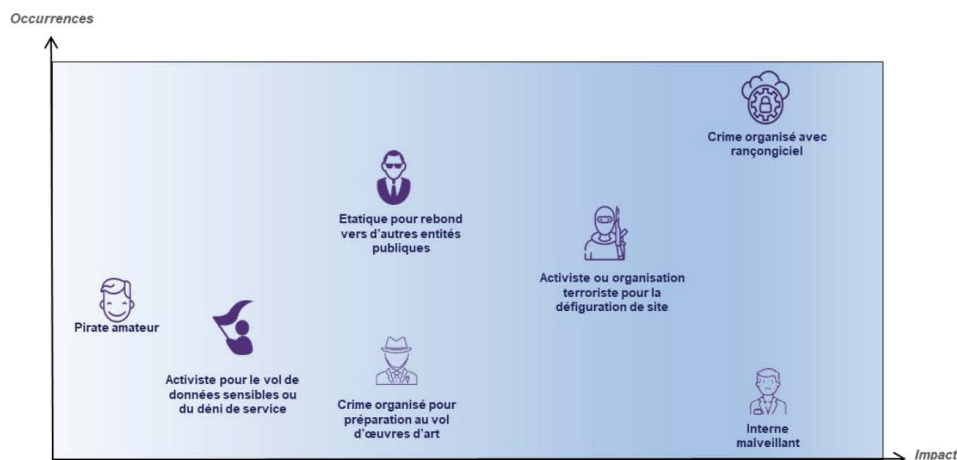 Occurrences
Crime organisé avec
rançongiciel
Etatique pour rebond
vers d'autres entités
publiques
Activiste ou organisation
terroriste pour la
défiguration de site
Pirate amateur
Activiste pour le vol de
données sensibles ou
du déni de service
Crime organisé pour
préparation au vol
d'œuvres d'art
Interne
malveillant
Impact